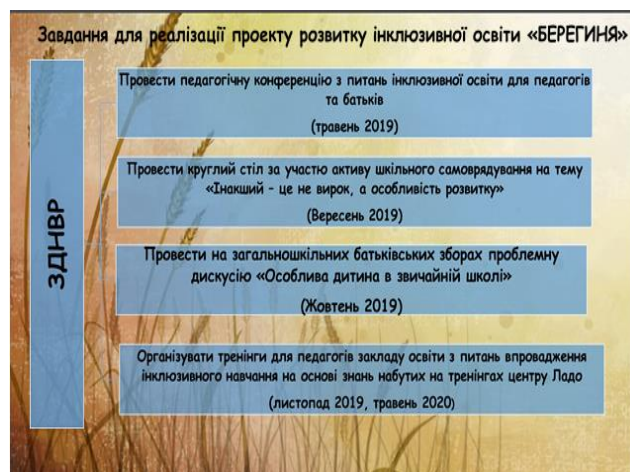 Завдання для реалізації проекту розвитку інклюзивної освіти «БЕРЕГИНЯ»
ЗДНВР
Провести педагогічну конференцію з питань інклюзивної освіти для педагогів
та батьків
(травень 2019)
Провести круглий стіл за участю активу шкільного самоврядування на тему
«Інакший – це не вирок, а особливість розвитку»
(Вересень 2019)
Провести на загальношкільних батьківських зборах проблемну
дискусію «Особлива дитина в звичайній школі»
(Жовтень 2019)
Організувати тренінги для педагогів закладу освіти з питань впровадження
інклюзивного навчання на основі знань набутих на тренінгах центру Ладо
(листопад 2019, травень 2020)